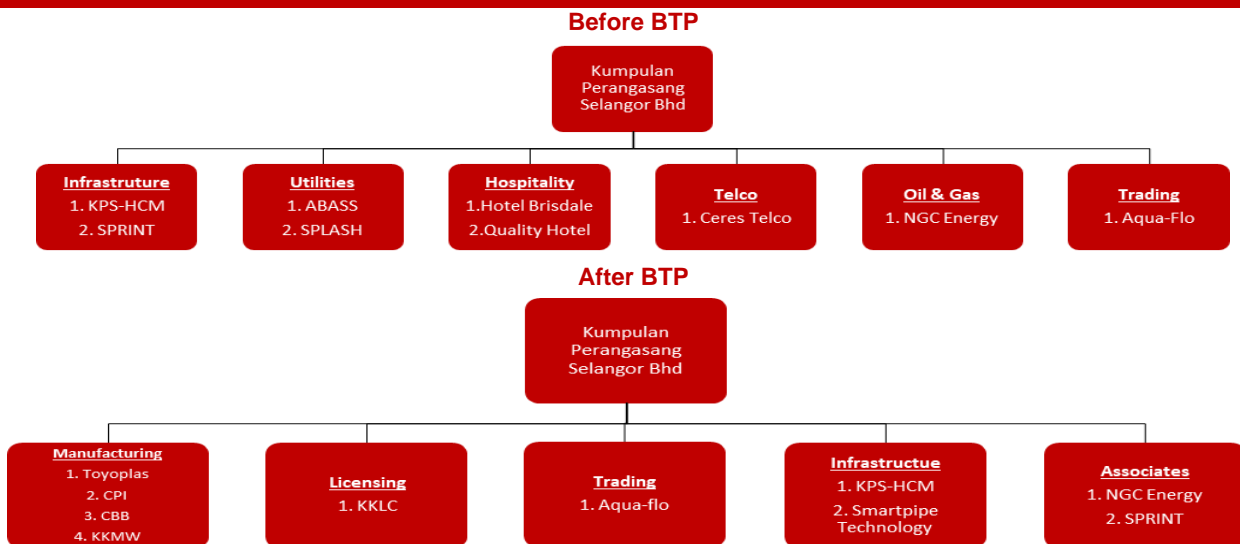 Before BTP
Kumpulan
Perangasang
Selangor Bhd
Infrastruture
1. KPS-HCM
2. SPRINT
Utilities
1. ABASS
2. SPLASH
Hospitality
1.Hotel Brisdale
2.Quality Hotel
Telco
1. Ceres Telco
Oil & Gas
1. NGC Energy
Trading
1. Aqua-Flo
After BTP
Kumpulan
Perangasang
Selangor Bhd
Manufacturing
1. Toyoplas
2. CPI
3. CBB
4. KKMW
Licensing
1. KKLC
Trading
1. Aqua-flo
Infrastructue
1. KPS-HCM
2. Smartpipe
Technology
Associates
1. NGC Energy
2. SPRINT